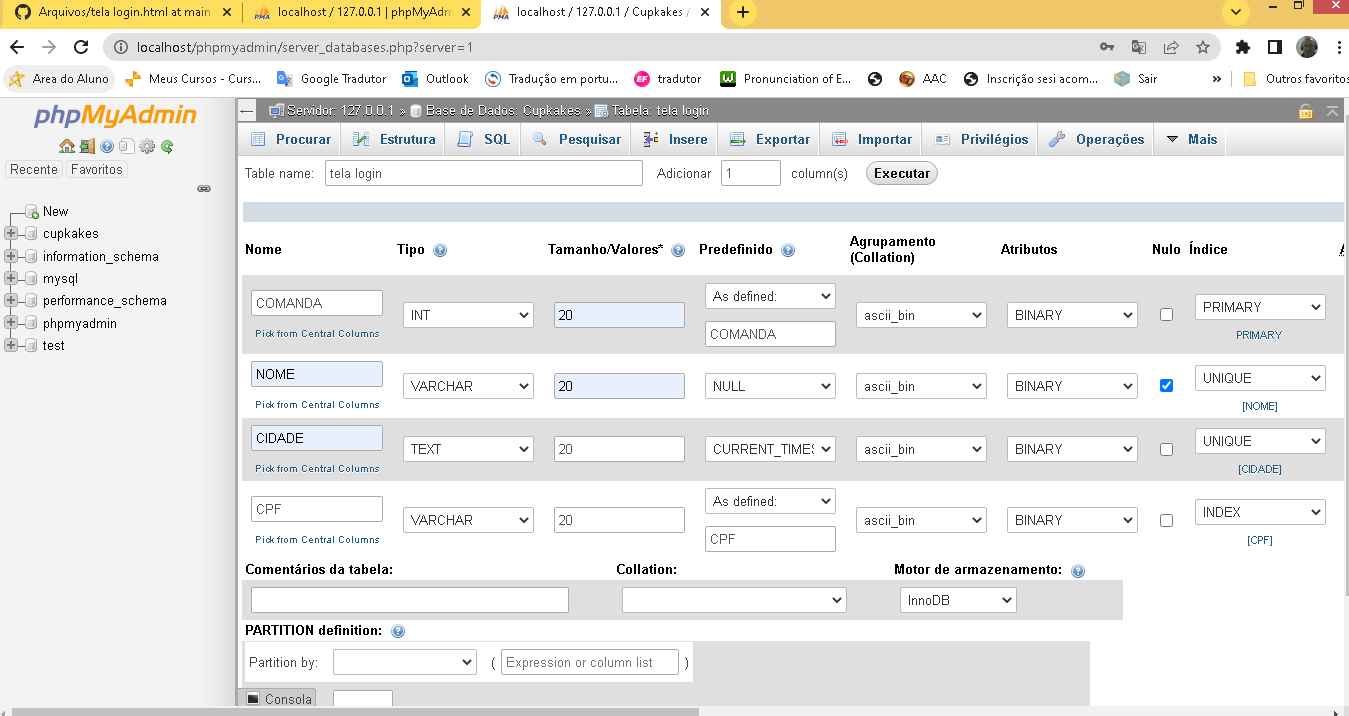 Arquivos/tela login.html at main
localhost / 127.0.0.1 | phpMyAdm
localhost / 127.0.0.1 / Cupkakes /
localhost/phpmyadmin/server_databases.php?server=1
Area do Aluno
Meus Cursos - Curs...
Google Tradutor
Outlook
Tradução em portu...
tradutor
Pronunciation of E...
AAC
Inscrição sesi acom...
Sair
»
Outros favoritos
phpMyAdmin
Recente
Favoritos
New
cupkakes
information_schema
mysql
performance_schema
phpmyadmin
test
Servidor: 127.0.0.1 » Base de Dados: Cupkakes » Tabela: tela login
Procurar
Estrutura
SQL
Pesquisar
Insere
Exportar
Importar
Privilégios
Operações
Mais
Table name: tela login Adicionar 1 column(s) Executar
Nome Tipo Tamanho/Valores* Predefinido Agrupamento (Collation) Atributos Nulo Índice
COMANDA INT 20 As defined: COMANDA ascii_bin BINARY PRIMARY
Pick from Central Columns PRIMARY
NOME VARCHAR 20 NULL ascii_bin BINARY UNIQUE
Pick from Central Columns [NOME]
CIDADE TEXT 20 CURRENT_TIMES ascii_bin BINARY UNIQUE
Pick from Central Columns [CIDADE]
CPF VARCHAR 20 As defined: CPF ascii_bin BINARY INDEX
Pick from Central Columns [CPF]
Comentários da tabela: Collation: Motor de armazenamento:
InnoDB
PARTITION definition:
Partition by: ( Expression or column list )
Consola